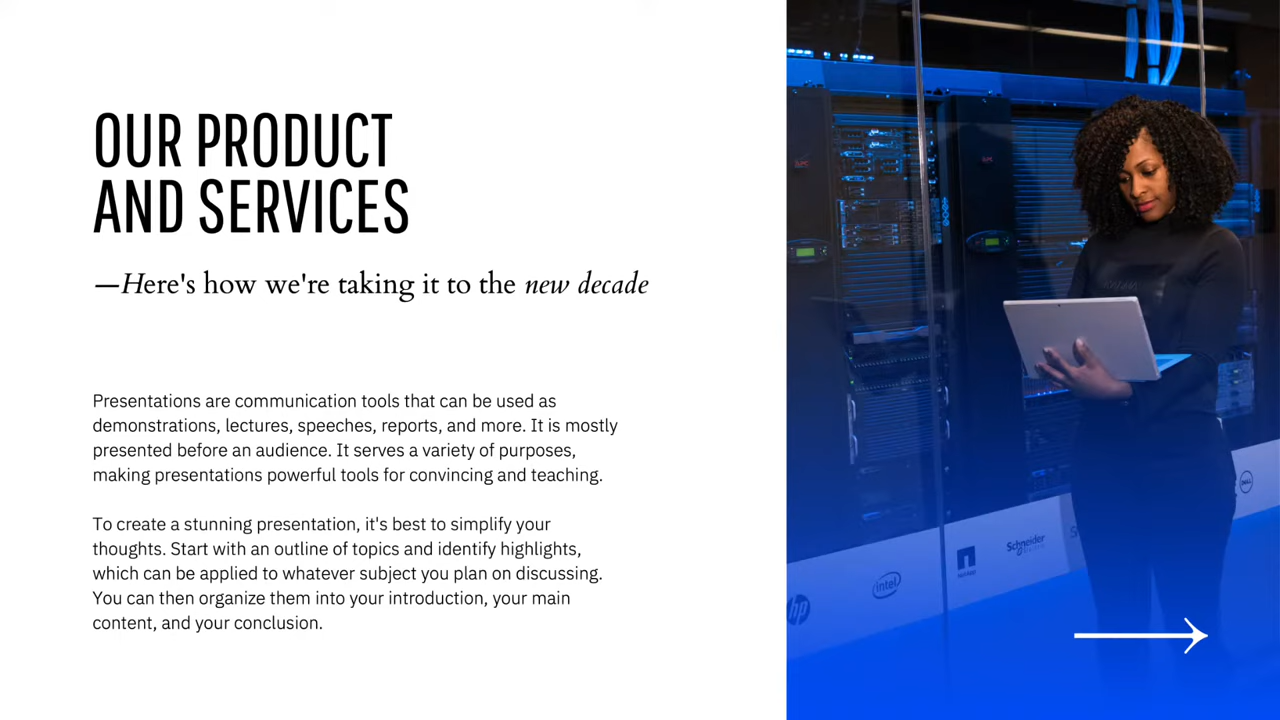 OUR PRODUCT
AND SERVICES
—Here's how we're taking it to the new decade
Presentations are communication tools that can be used as
demonstrations, lectures, speeches, reports, and more. It is mostly
presented before an audience. It serves a variety of purposes,
making presentations powerful tools for convincing and teaching.
To create a stunning presentation, it's best to simplify your
thoughts. Start with an outline of topics and identify highlights,
which can be applied to whatever subject you plan on discussing.
You can then organize them into your introduction, your main
content, and your conclusion.
APC
APC
DELL
Schneider
NetApp
intel
hp